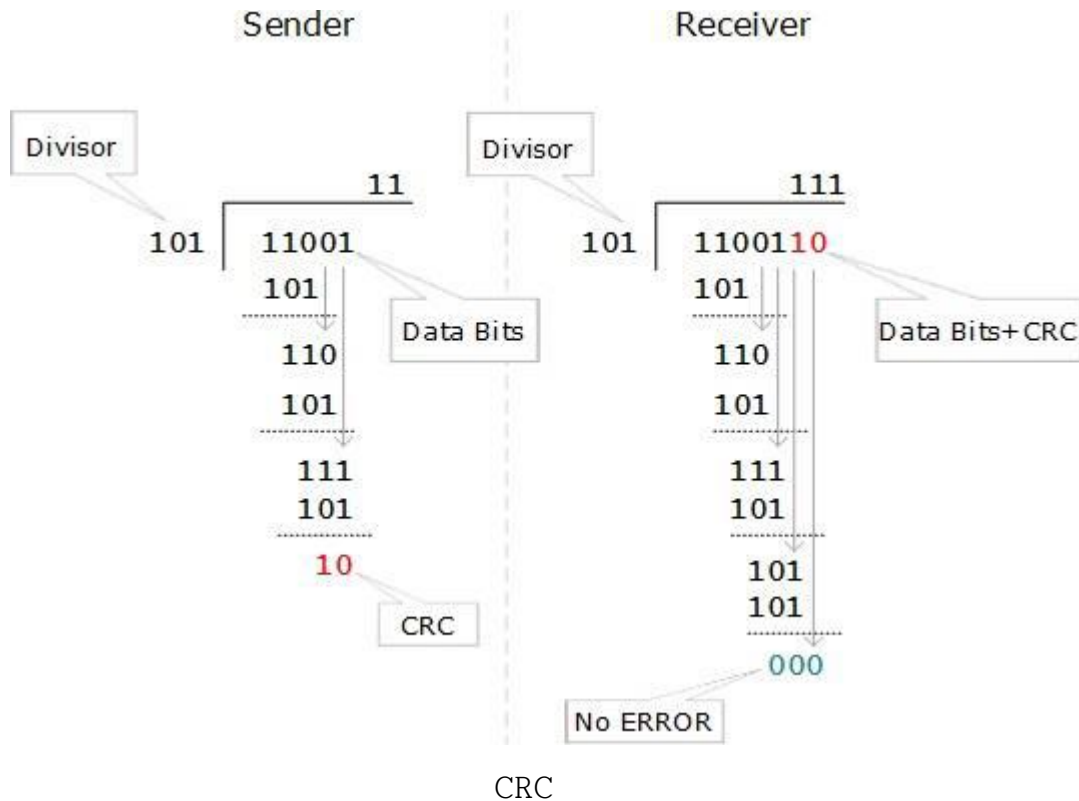 Sender Receiver
Divisor Divisor
11 111
101 11001 101 1100110
101 101
Data Bits Data Bits+CRC
110 110
101 101
111 111
101 101
10 101
101
CRC
000
No ERROR
CRC